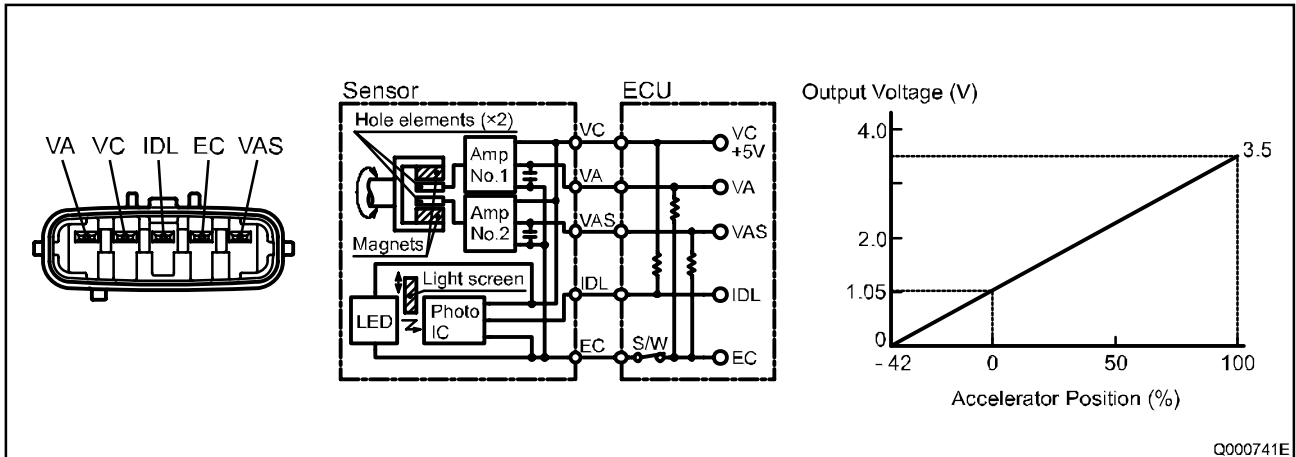 VA VC IDL EC VAS
Sensor
Hole elements (×2)
Amp
No.1
Amp
No.2
Magnets
Light screen
LED
Photo
IC
VC
VA
VAS
IDL
EC
ECU
VC
+5V
VA
VAS
IDL
S/W
EC
Output Voltage (V)
4.0
3.5
2.0
1.05
0
- 42 0 50 100
Accelerator Position (%)
Q000741E